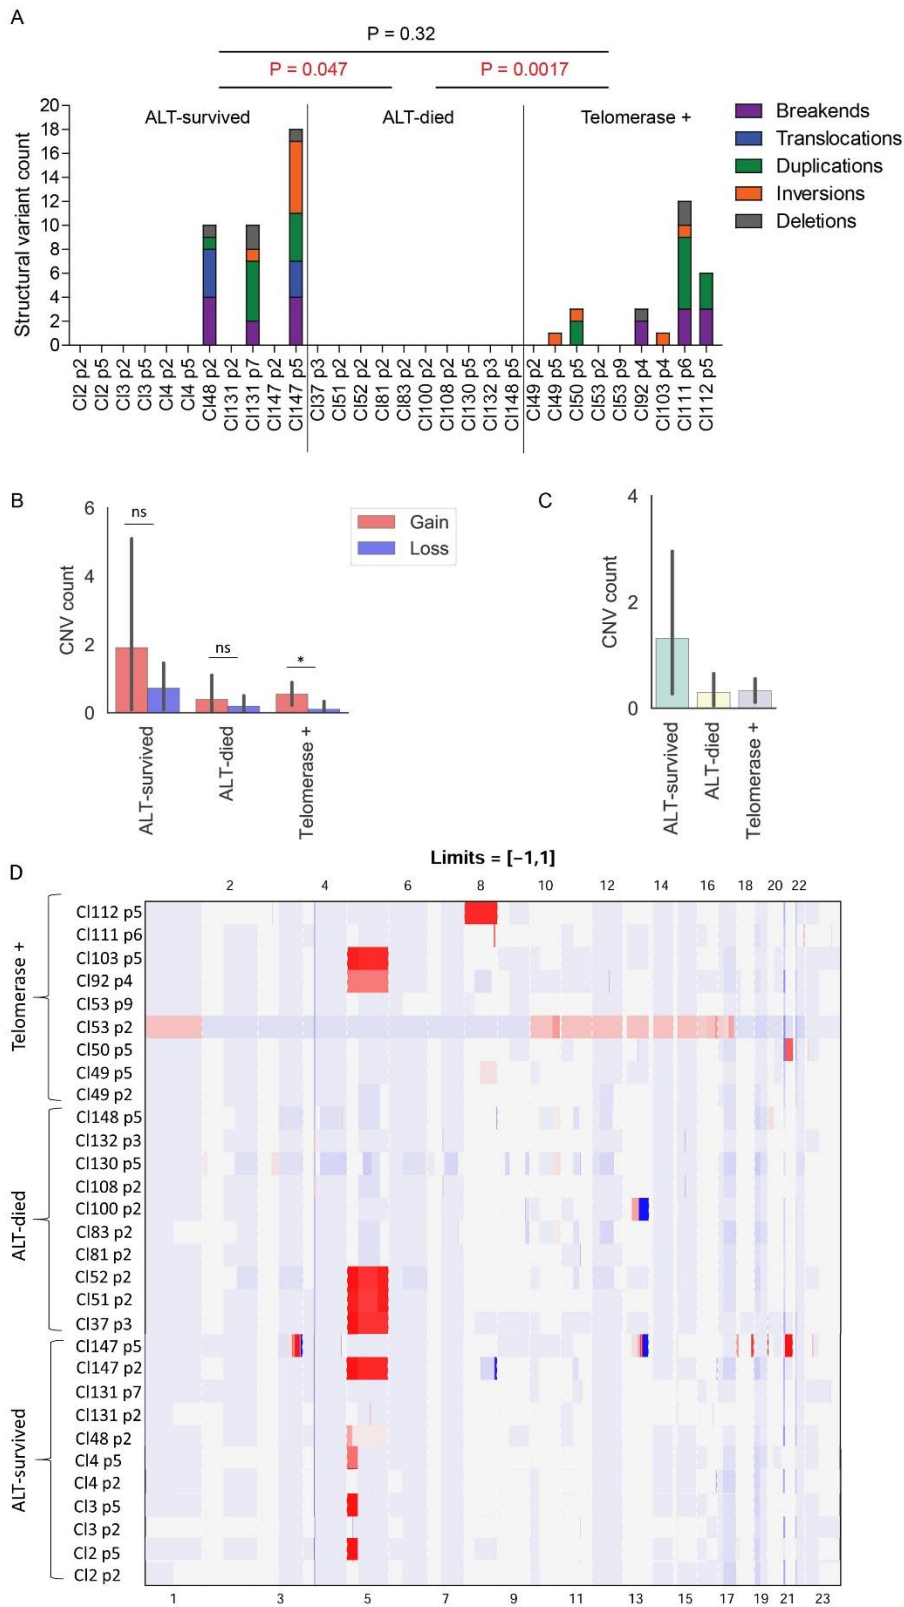 A
P = 0.32
P = 0.047
P = 0.0017
ALT-survived
ALT-died
Telomerase +
Structural variant count
20
18
16
14
12
10
8
6
4
2
0
Breakends
Translocations
Duplications
Inversions
Deletions
Cl2 p2
Cl2 p5
Cl3 p2
Cl3 p5
Cl4 p2
Cl4 p5
Cl48 p2
Cl131 p2
Cl131 p7
Cl147 p2
Cl147 p5
Cl37 p3
Cl51 p2
Cl52 p2
Cl81 p2
Cl83 p2
Cl100 p2
Cl108 p2
Cl130 p5
Cl132 p3
Cl148 p5
Cl49 p2
Cl49 p5
Cl50 p5
Cl53 p2
Cl53 p9
Cl92 p4
Cl103 p4
Cl111 p6
Cl112 p5
B
CNV count
6
4
2
0
ns
ns
*
Gain
Loss
ALT-survived
ALT-died
Telomerase +
C
CNV count
4
2
0
ALT-survived
ALT-died
Telomerase +
D
Limits = [−1,1]
2 4 6 8 10 12 14 16 18 20 22
Telomerase +
Cl112 p5
Cl111 p6
Cl103 p5
Cl92 p4
Cl53 p9
Cl53 p2
Cl50 p5
Cl49 p5
Cl49 p2
ALT-died
Cl148 p5
Cl132 p3
Cl130 p5
Cl108 p2
Cl100 p2
Cl83 p2
Cl81 p2
Cl52 p2
Cl51 p2
Cl37 p3
ALT-survived
Cl147 p5
Cl147 p2
Cl131 p7
Cl131 p2
Cl48 p2
Cl4 p5
Cl4 p2
Cl3 p5
Cl3 p2
Cl2 p5
Cl2 p2
1 3 5 7 9 11 13 15 17 19 21 23